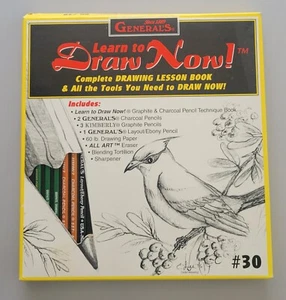 GENERAL'S
Learn to
Draw Now!™
Complete DRAWING LESSON BOOK
& All the Tools You Need to DRAW NOW!
Includes:
• Learn to Draw Now!® Graphite & Charcoal Pencil Technique Book
• 2 GENERAL'S® Charcoal Pencils
• 3 KIMBERLY® Graphite Pencils
• 1 GENERAL'S® Layout/Ebony Pencil
• 60-lb. Drawing Paper
• ALL ART™ Eraser
• Blending Tortillon
• Sharpener
#30